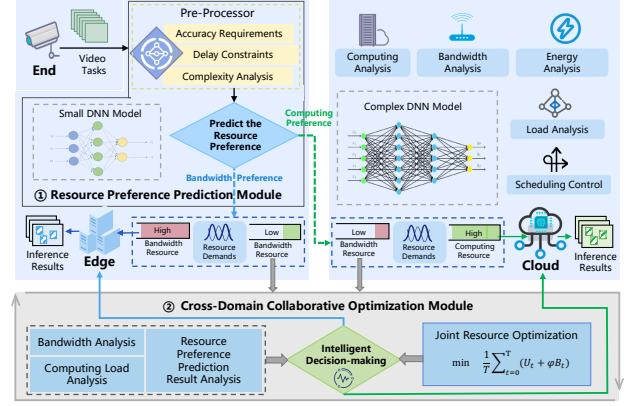 Pre-Processor
Accuracy Requirements
Delay Constraints
Complexity Analysis
End
Video
Tasks
Small DNN Model
Predict the
Resource
Preference
Computing
Preference
Bandwidth Preference
① Resource Preference Prediction Module
Computing
Analysis
Bandwidth
Analysis
Energy
Analysis
Complex DNN Model
Load Analysis
Scheduling Control
Inference
Results
Edge
High
Bandwidth
Resource
Resource
Demands
Low
Bandwidth
Resource
Low
Bandwidth
Resource
Resource
Demands
High
Computing
Resource
Cloud
Inference
Results
② Cross-Domain Collaborative Optimization Module
Bandwidth Analysis
Computing Load
Analysis
Resource
Preference
Prediction
Result Analysis
Intelligent
Decision-making
Joint Resource Optimization
min 1/T ∑_{t=0}^{T} (U_t + φB_t)